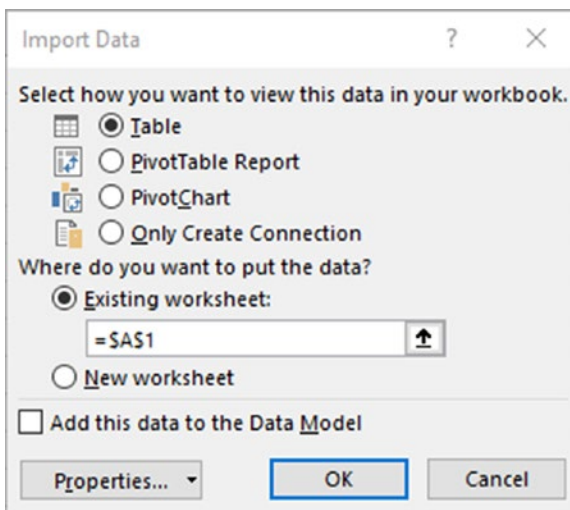 Import Data ?
Select how you want to view this data in your workbook.
Table
PivotTable Report
PivotChart
Only Create Connection
Where do you want to put the data?
Existing worksheet:
=$A$1
New worksheet
Add this data to the Data Model
Properties...
OK
Cancel